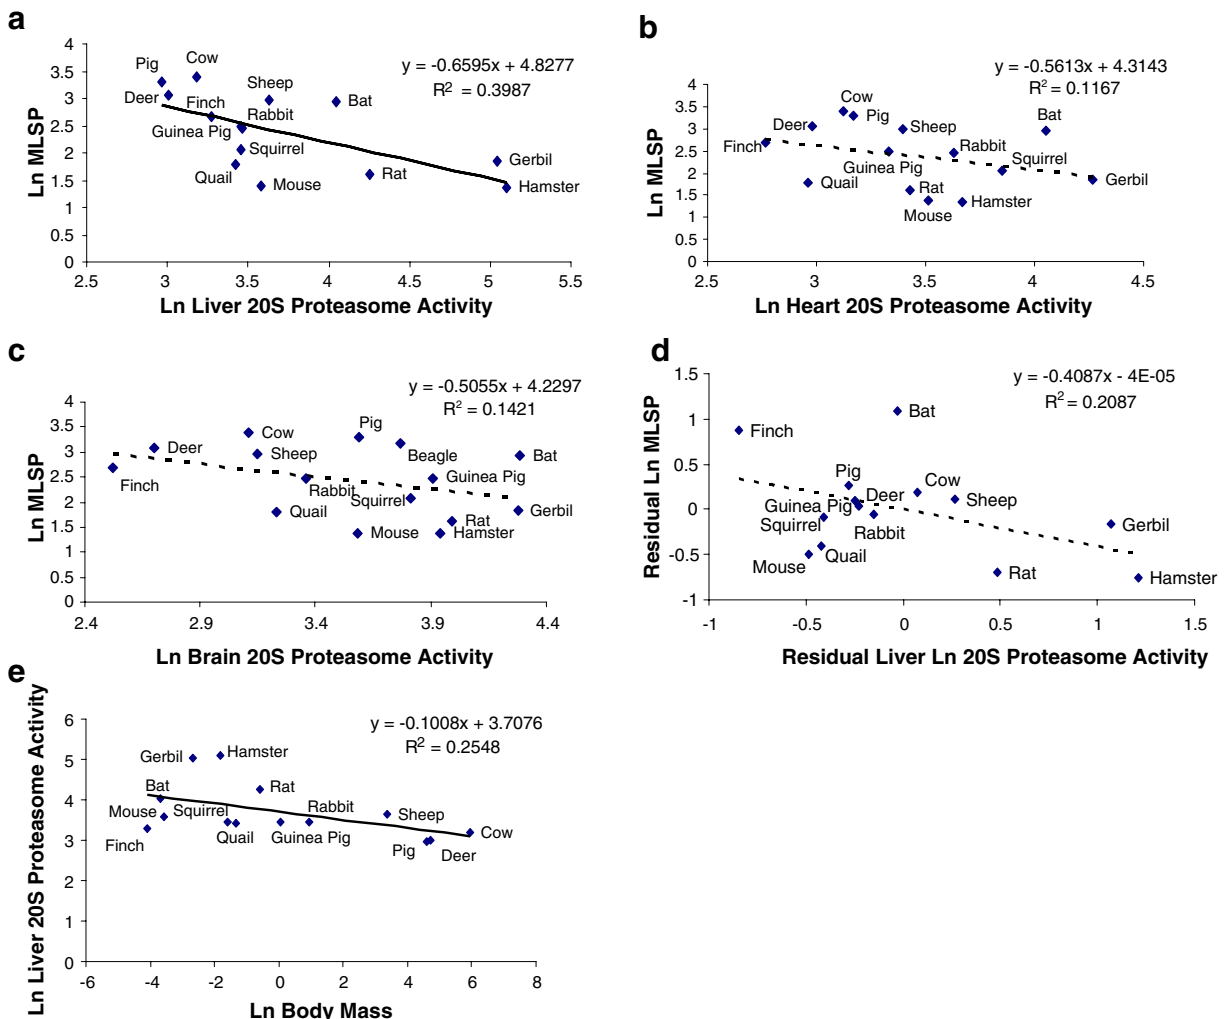 a
y = -0.6595x + 4.8277
R2 = 0.3987
Ln MLSP
4
3.5
3
2.5
2
1.5
1
0.5
0
Pig
Cow
Deer
Finch
Sheep
Rabbit
Bat
Guinea Pig
Squirrel
Quail
Mouse
Rat
Gerbil
Hamster
2.5 3 3.5 4 4.5 5 5.5
Ln Liver 20S Proteasome Activity
b
y = -0.5613x + 4.3143
R2 = 0.1167
Ln MLSP
4
3.5
3
2.5
2
1.5
1
0.5
0
Cow
Pig
Deer
Sheep
Bat
Finch
Rabbit
Guinea Pig
Squirrel
Quail
Rat
Mouse
Hamster
Gerbil
2.5 3 3.5 4 4.5
Ln Heart 20S Proteasome Activity
c
y = -0.5055x + 4.2297
R2 = 0.1421
Ln MLSP
4
3.5
3
2.5
2
1.5
1
0.5
0
Deer
Cow
Pig
Sheep
Beagle
Bat
Finch
Rabbit
Guinea Pig
Squirrel
Quail
Mouse
Rat
Hamster
Gerbil
2.4 2.9 3.4 3.9 4.4
Ln Brain 20S Proteasome Activity
d
y = -0.4087x - 4E-05
R2 = 0.2087
Residual Ln MLSP
1.5
1
0.5
0
-0.5
-1
Finch
Bat
Pig
Cow
Deer
Sheep
Guinea Pig
Squirrel
Rabbit
Gerbil
Mouse
Quail
Rat
Hamster
-1 -0.5 0 0.5 1 1.5
Residual Liver Ln 20S Proteasome Activity
e
y = -0.1008x + 3.7076
R2 = 0.2548
Ln Liver 20S Proteasome Activity
6
5
4
3
2
1
0
Gerbil
Hamster
Bat
Rat
Mouse
Squirrel
Rabbit
Sheep
Finch
Quail
Guinea Pig
Cow
Pig
Deer
-6 -4 -2 0 2 4 6 8
Ln Body Mass